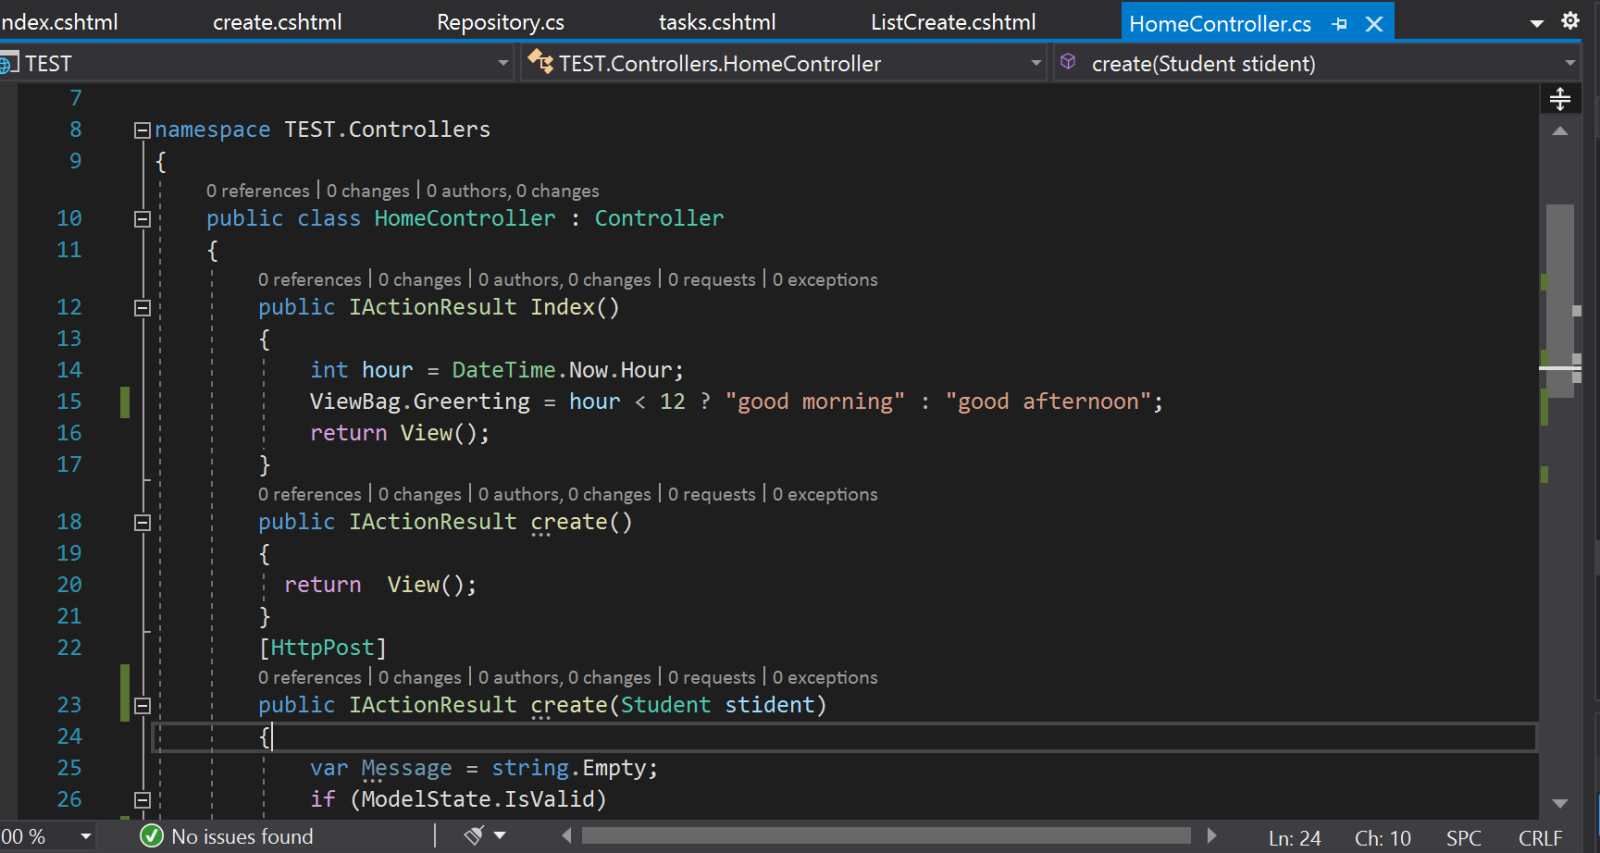 ndex.cshtml create.cshtml Repository.cs tasks.cshtml ListCreate.cshtml HomeController.cs
TEST TEST.Controllers.HomeController create(Student stident)
7
8 namespace TEST.Controllers
9 {
0 references | 0 changes | 0 authors, 0 changes
10 public class HomeController : Controller
11 {
0 references | 0 changes | 0 authors, 0 changes | 0 requests | 0 exceptions
12 public IActionResult Index()
13 {
14 int hour = DateTime.Now.Hour;
15 ViewBag.Greerting = hour < 12 ? "good morning" : "good afternoon";
16 return View();
17 }
0 references | 0 changes | 0 authors, 0 changes | 0 requests | 0 exceptions
18 public IActionResult create()
19 {
20 return  View();
21 }
22 [HttpPost]
0 references | 0 changes | 0 authors, 0 changes | 0 requests | 0 exceptions
23 public IActionResult create(Student stident)
24 {
25 var Message = string.Empty;
26 if (ModelState.IsValid)
00 % No issues found Ln: 24 Ch: 10 SPC CRLF